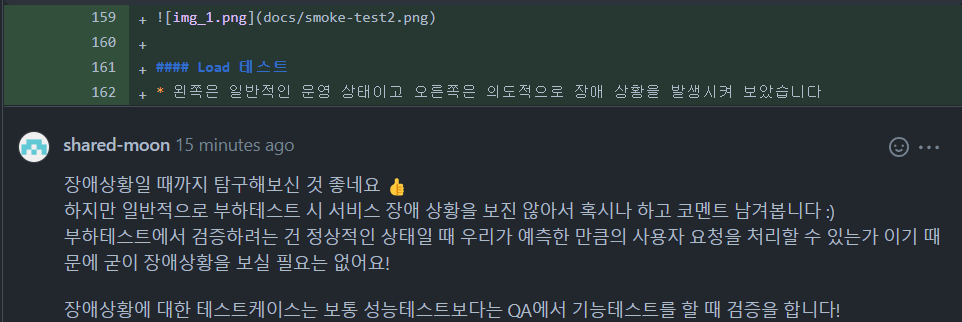 159 + ![img_1.png](docs/smoke-test2.png)
160 +
161 + #### Load 테스트
162 + * 왼쪽은 일반적인 운영 상태이고 오른쪽은 의도적으로 장애 상황을 발생시켜 보았습니다
shared-moon 15 minutes ago
장애상황일 때까지 탐구해보신 것 좋네요 👍
하지만 일반적으로 부하테스트 시 서비스 장애 상황을 보진 않아서 혹시나 하고 코멘트 남겨봅니다 :)
부하테스트에서 검증하려는 건 정상적인 상태일 때 우리가 예측한 만큼의 사용자 요청을 처리할 수 있는가 이기 때
문에 굳이 장애상황을 보실 필요는 없어요!
장애상황에 대한 테스트케이스는 보통 성능테스트보다는 QA에서 기능테스트를 할 때 검증을 합니다!